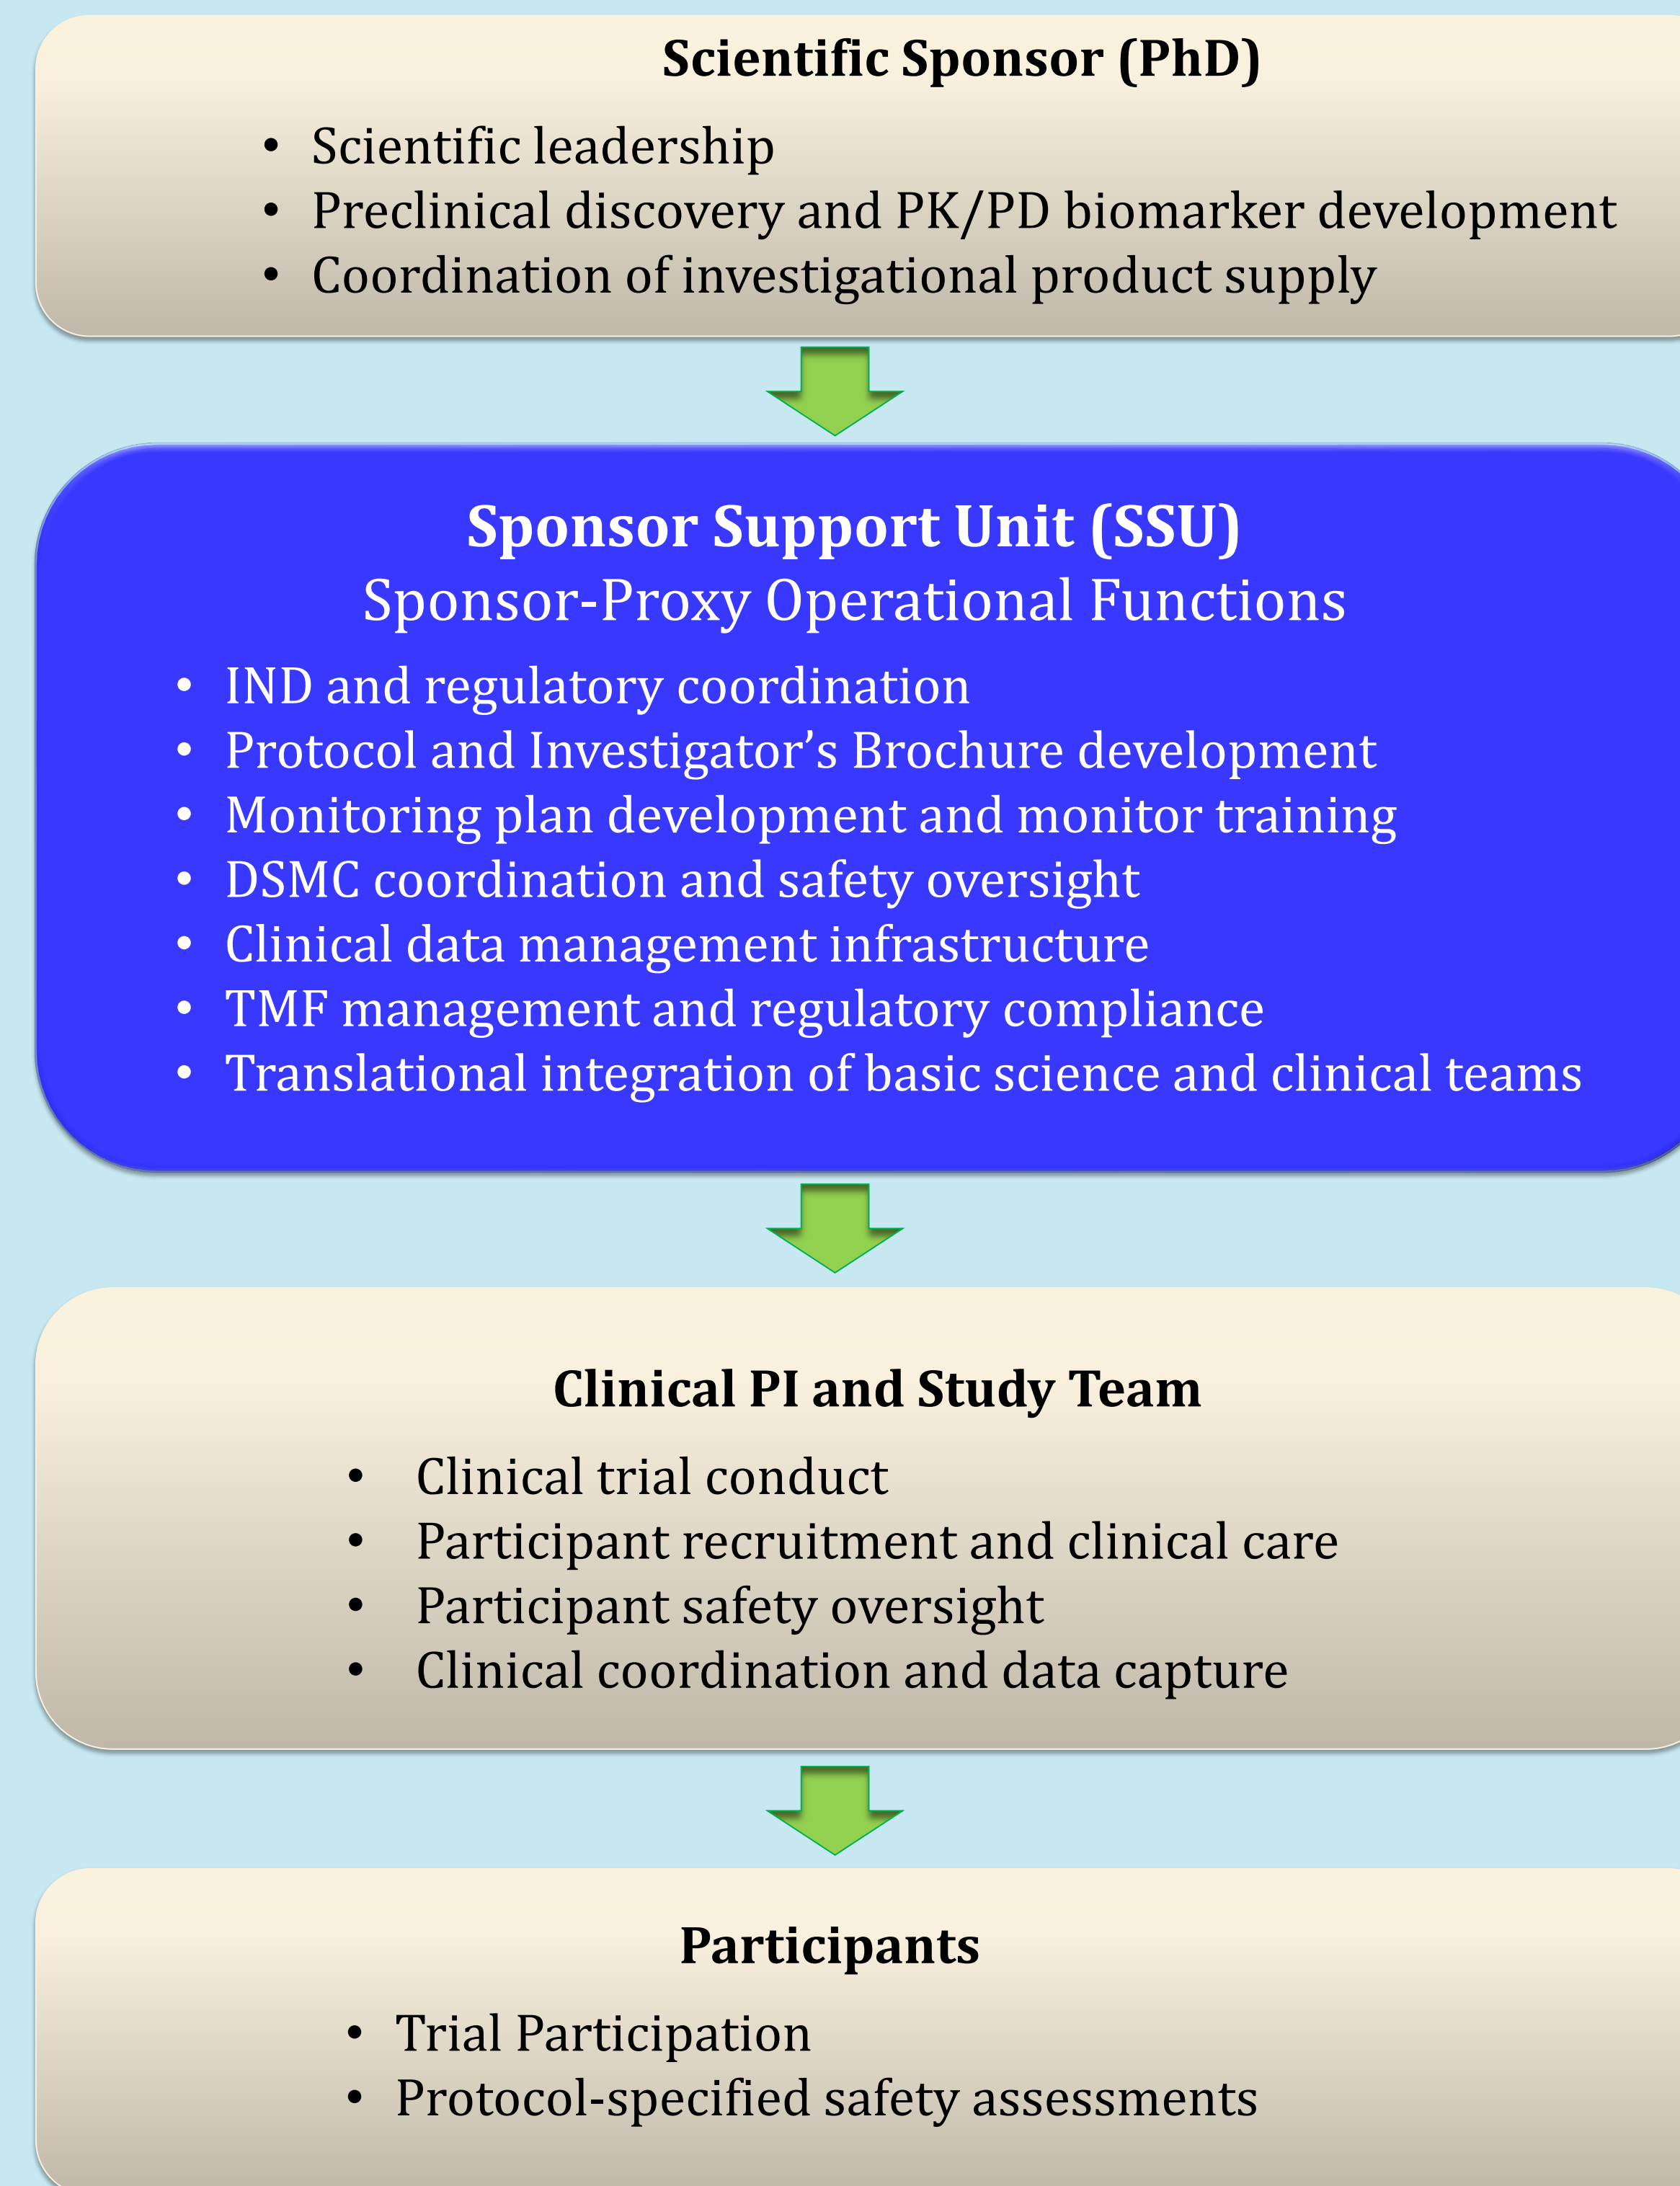 Scientific Sponsor (PhD)
• Scientific leadership
• Preclinical discovery and PK/PD biomarker development
• Coordination of investigational product supply
Sponsor Support Unit (SSU)
Sponsor-Proxy Operational Functions
• IND and regulatory coordination
• Protocol and Investigator’s Brochure development
• Monitoring plan development and monitor training
• DSMC coordination and safety oversight
• Clinical data management infrastructure
• TMF management and regulatory compliance
• Translational integration of basic science and clinical teams
Clinical PI and Study Team
• Clinical trial conduct
• Participant recruitment and clinical care
• Participant safety oversight
• Clinical coordination and data capture
Participants
• Trial Participation
• Protocol-specified safety assessments